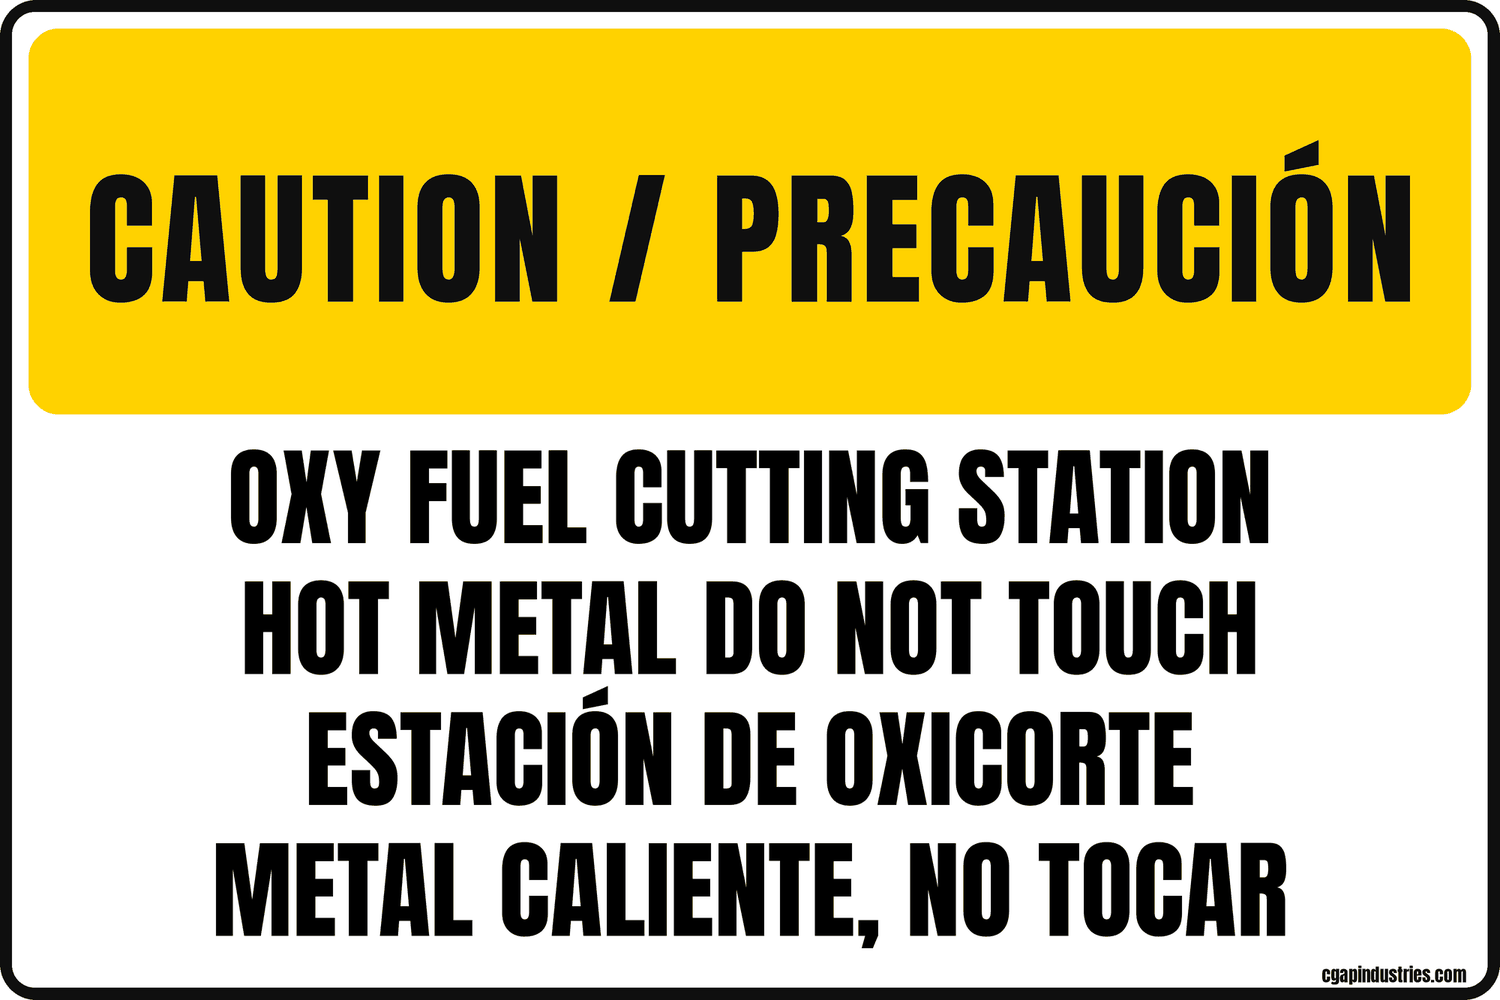 CAUTION / PRECAUCIÓN
OXY FUEL CUTTING STATION
HOT METAL DO NOT TOUCH
ESTACIÓN DE OXICORTE
METAL CALIENTE, NO TOCAR
cgapindustries.com